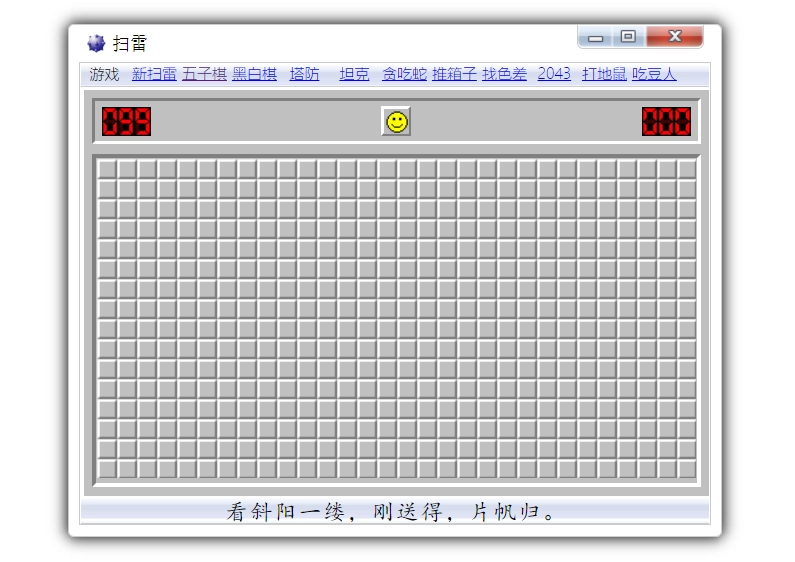 扫雷
游戏 新扫雷 五子棋 黑白棋 塔防 坦克 贪吃蛇 推箱子 找色差 2043 打地鼠 吃豆人
看斜阳一缕，刚送得，片帆归。